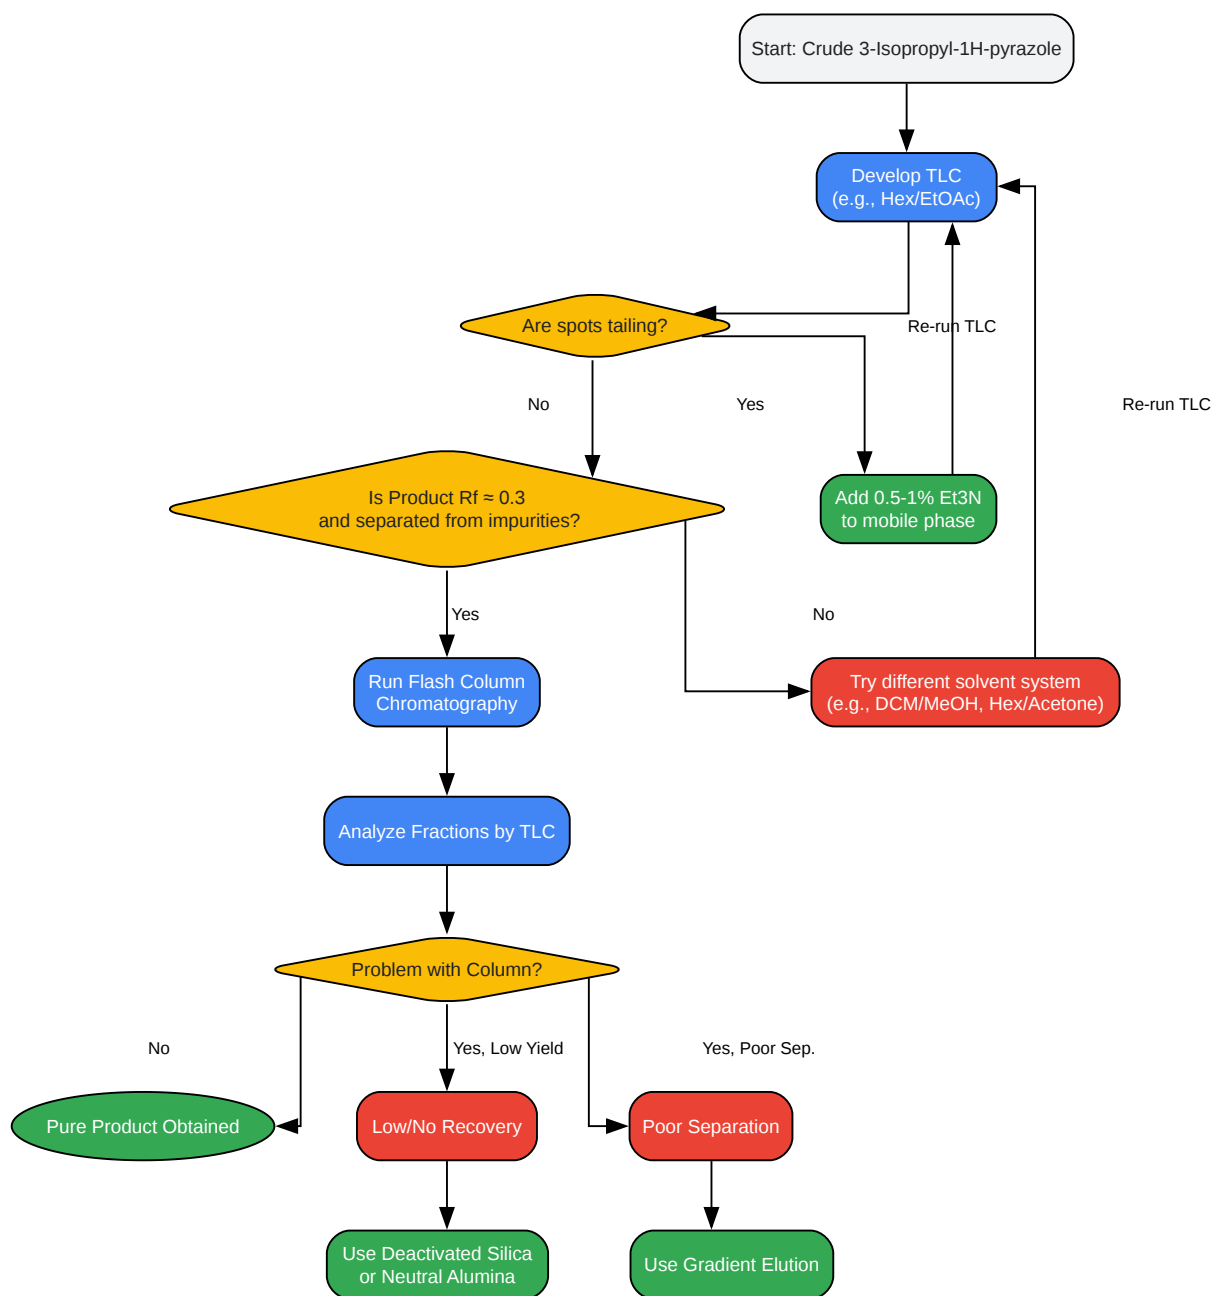 Start: Crude 3-Isopropyl-1H-pyrazole
Develop TLC
(e.g., Hex/EtOAc)
Are spots tailing?
Re-run TLC
No
Yes
Re-run TLC
Is Product Rf ≈ 0.3
and separated from impurities?
Add 0.5-1% Et3N
to mobile phase
Yes
No
Run Flash Column
Chromatography
Try different solvent system
(e.g., DCM/MeOH, Hex/Acetone)
Analyze Fractions by TLC
Problem with Column?
No
Yes, Low Yield
Yes, Poor Sep.
Pure Product Obtained
Low/No Recovery
Poor Separation
Use Deactivated Silica
or Neutral Alumina
Use Gradient Elution